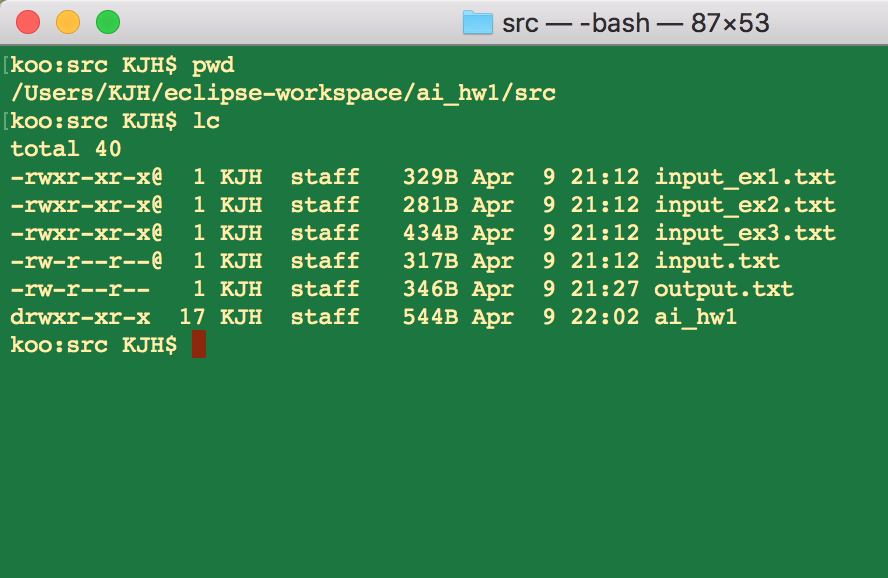 src — -bash — 87×53
[koo:src KJH$ pwd
/Users/KJH/eclipse-workspace/ai_hw1/src
[koo:src KJH$ lc
total 40
-rwxr-xr-x@  1 KJH  staff   329B Apr  9 21:12 input_ex1.txt
-rwxr-xr-x@  1 KJH  staff   281B Apr  9 21:12 input_ex2.txt
-rwxr-xr-x@  1 KJH  staff   434B Apr  9 21:12 input_ex3.txt
-rw-r--r--@  1 KJH  staff   317B Apr  9 21:12 input.txt
-rw-r--r--   1 KJH  staff   346B Apr  9 21:27 output.txt
drwxr-xr-x  17 KJH  staff   544B Apr  9 22:02 ai_hw1
koo:src KJH$